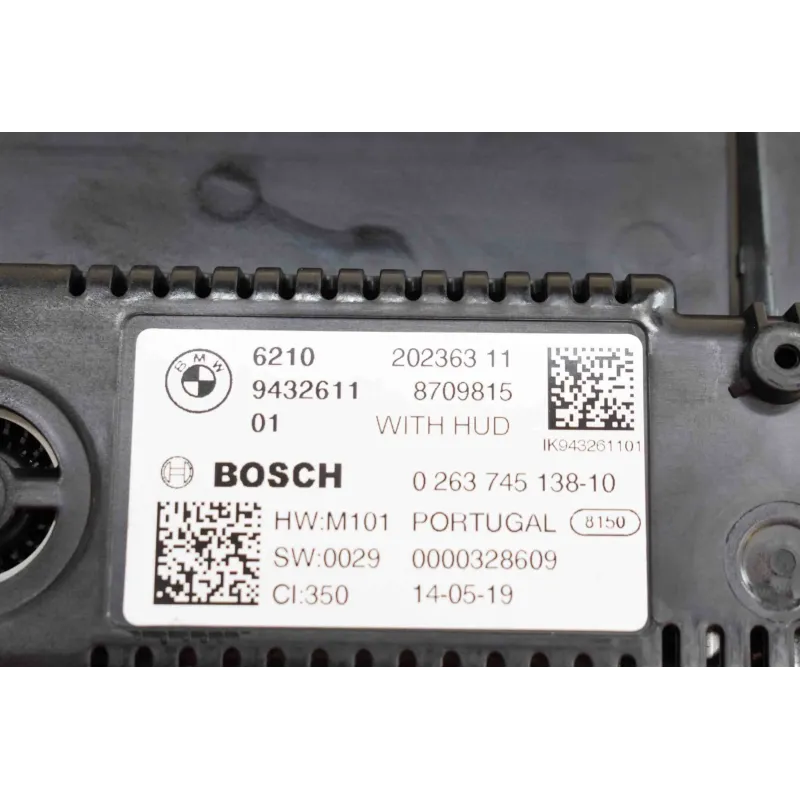 BMW
6210 202363 11
9432611 8709815
01 WITH HUD
IK943261101
BOSCH 0 263 745 138-10
HW:M101 PORTUGAL 8150
SW:0029 0000328609
CI:350 14-05-19